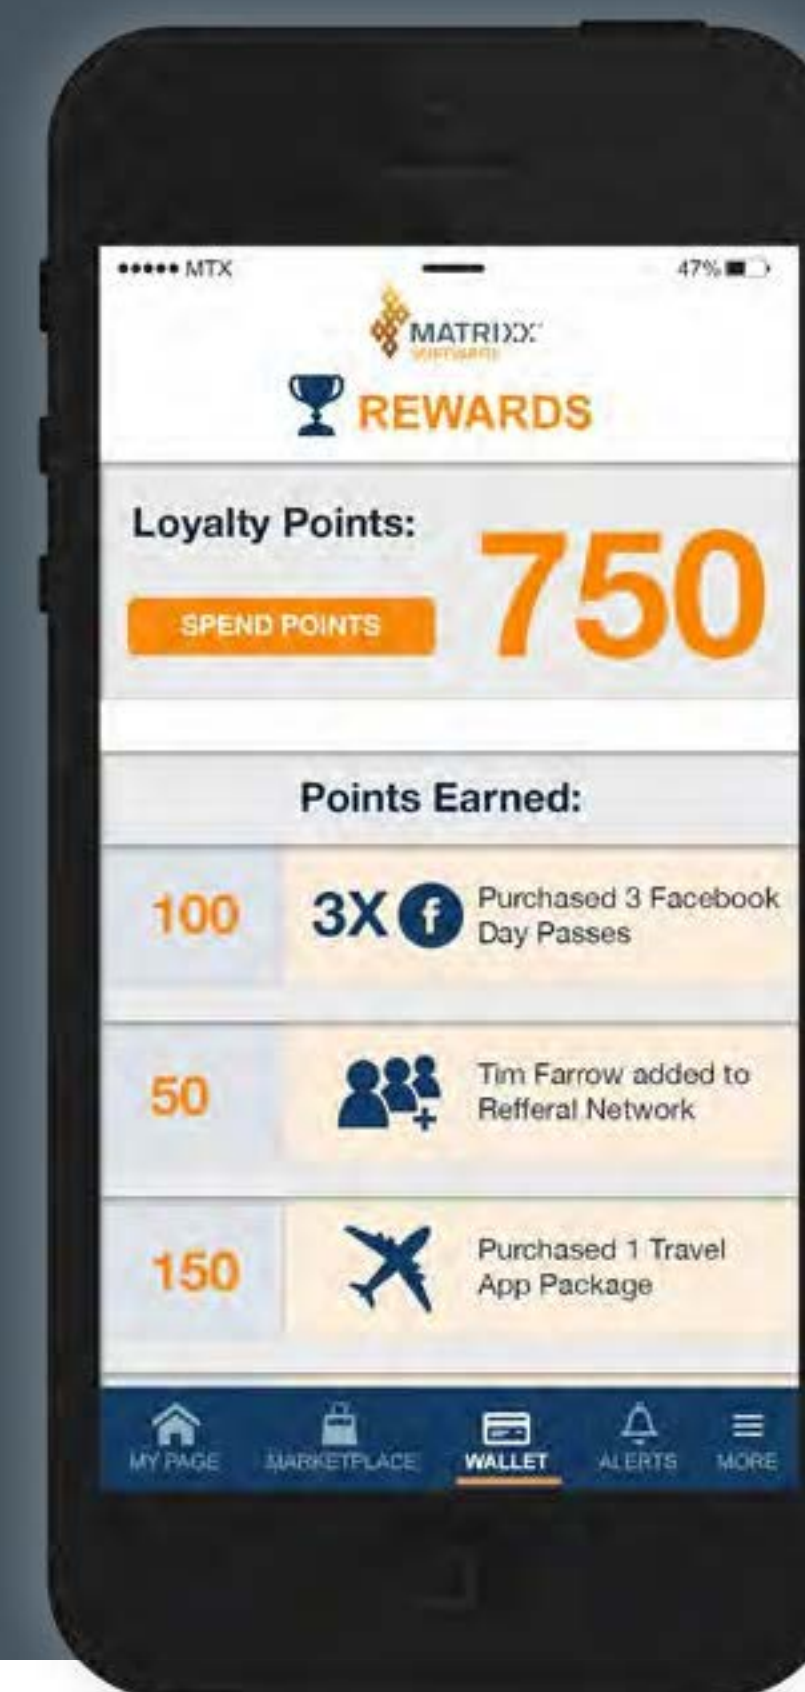 MTX
47%
MATRIXX
SOFTWARE
REWARDS
Loyalty Points:
750
SPEND POINTS
Points Earned:
100
3X f
Purchased 3 Facebook
Day Passes
50
Tim Farrow added to
Refferal Network
150
Purchased 1 Travel
App Package
MY PAGE
MARKETPLACE
WALLET
ALERTS
MORE